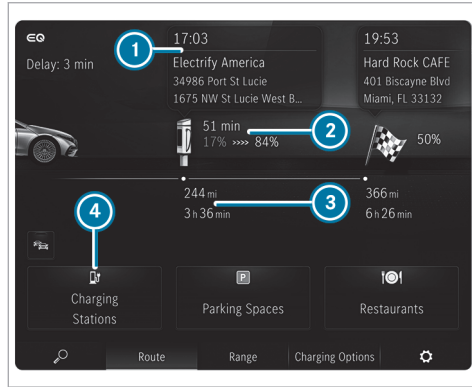 EQ
Delay: 3 min
17:03
Electrify America
34986 Port St Lucie
1675 NW St Lucie West B...
19:53
Hard Rock CAFE
401 Biscayne Blvd
Miami, FL 33132
1
51 min
17% »»» 84%
2
50%
244 mi
3 h 36 min
3
366 mi
6 h 26 min
4
Charging
Stations
P
Parking Spaces
Restaurants
Route
Range
Charging Options